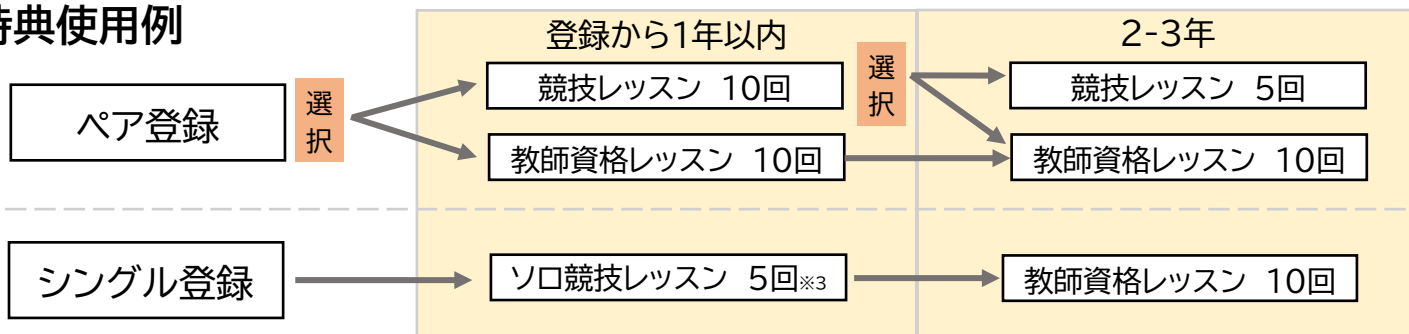 特典使用例
登録から1年以内
2-3年
ペア登録
選択
競技レッスン 10回
教師資格レッスン 10回
選択
競技レッスン 5回
教師資格レッスン 10回
シングル登録
ソロ競技レッスン 5回※3
教師資格レッスン 10回